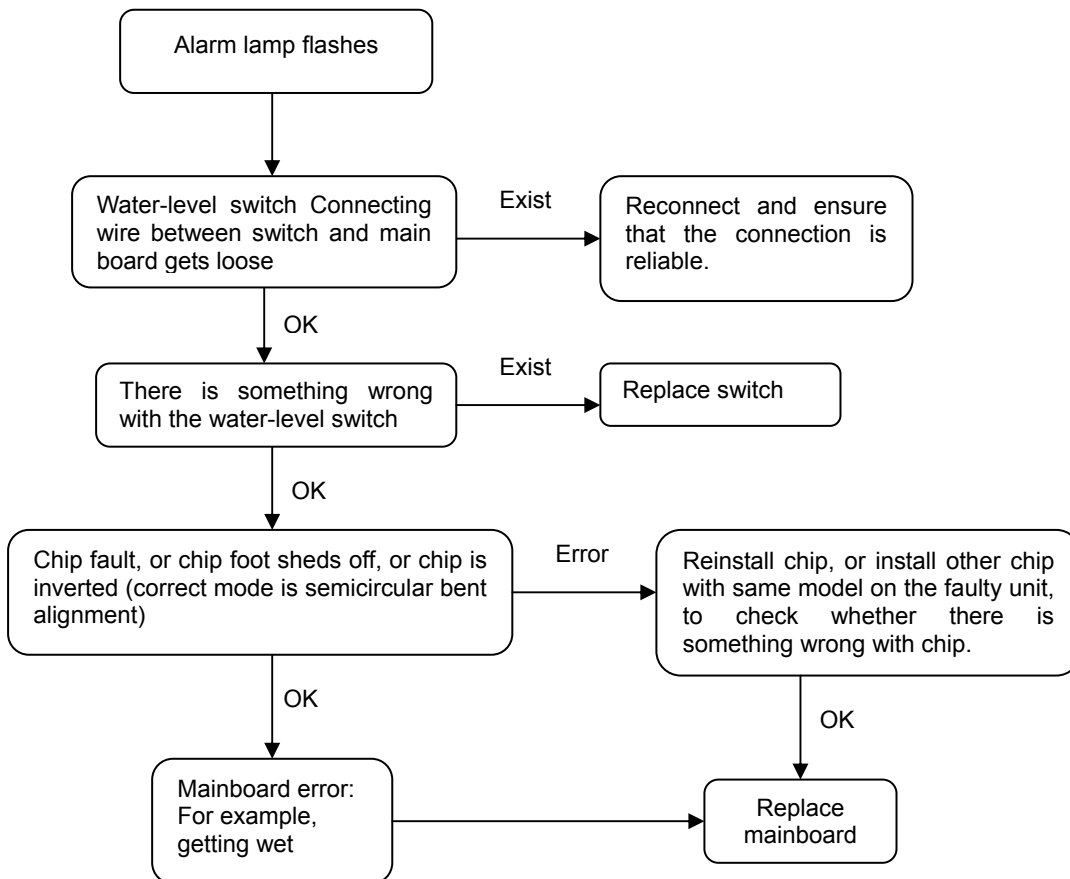 Alarm lamp flashes
Water-level switch Connecting
wire between switch and main
board gets loose
Exist
Reconnect and ensure
that the connection is
reliable.
OK
There is something wrong
with the water-level switch
Exist
Replace switch
OK
Chip fault, or chip foot sheds off, or chip is
inverted (correct mode is semicircular bent
alignment)
Error
Reinstall chip, or install other chip
with same model on the faulty unit,
to check whether there is
something wrong with chip.
OK
OK
Mainboard error:
For example,
getting wet
Replace
mainboard